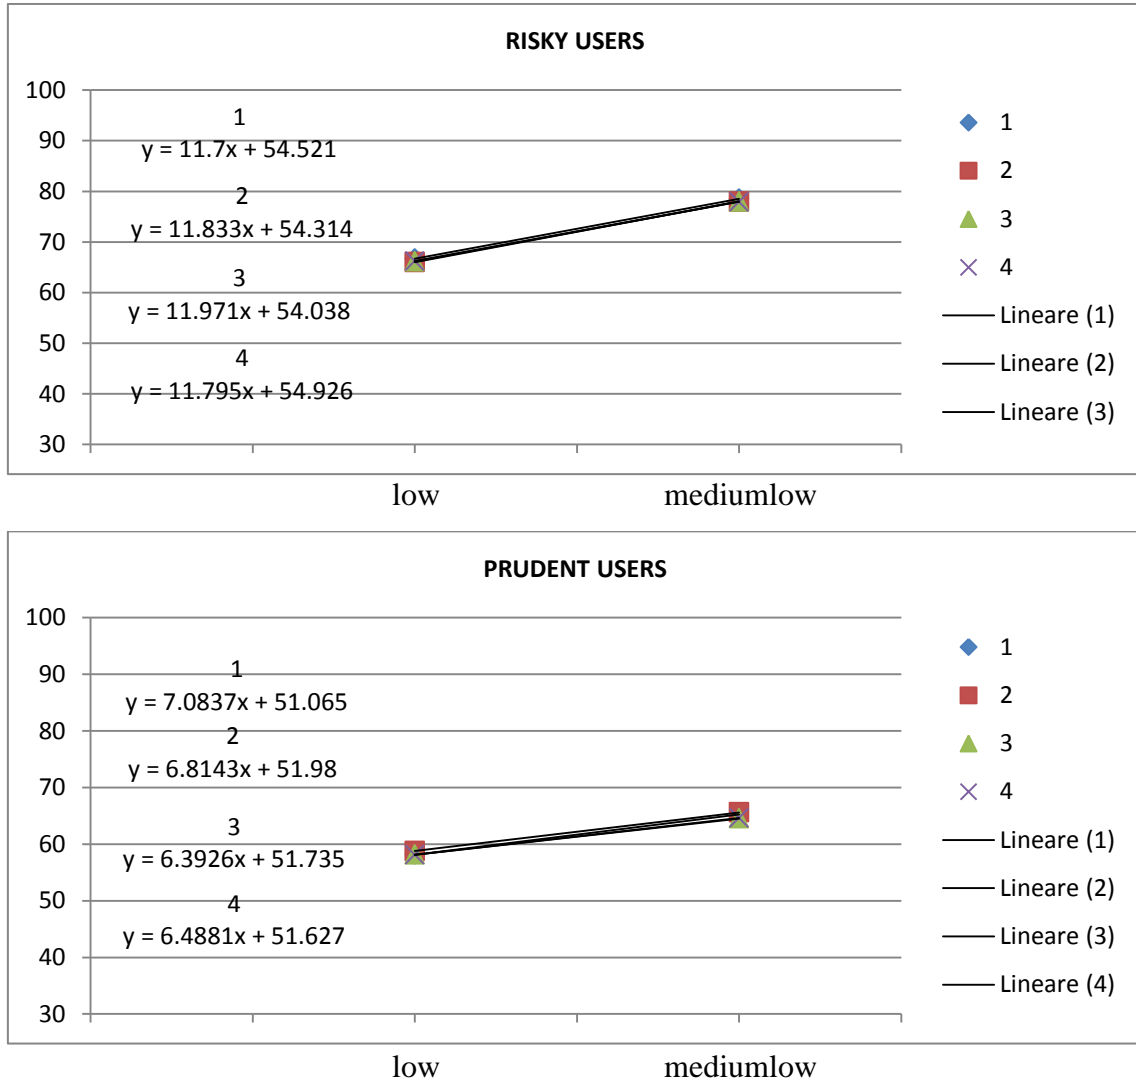 RISKY USERS
100
90
80
70
60
50
40
30
1
y = 11.7x + 54.521
2
y = 11.833x + 54.314
3
y = 11.971x + 54.038
4
y = 11.795x + 54.926
1
2
3
4
Lineare (1)
Lineare (2)
Lineare (3)
low mediumlow
PRUDENT USERS
100
90
80
70
60
50
40
30
1
y = 7.0837x + 51.065
2
y = 6.8143x + 51.98
3
y = 6.3926x + 51.735
4
y = 6.4881x + 51.627
1
2
3
4
Lineare (1)
Lineare (2)
Lineare (3)
Lineare (4)
low mediumlow